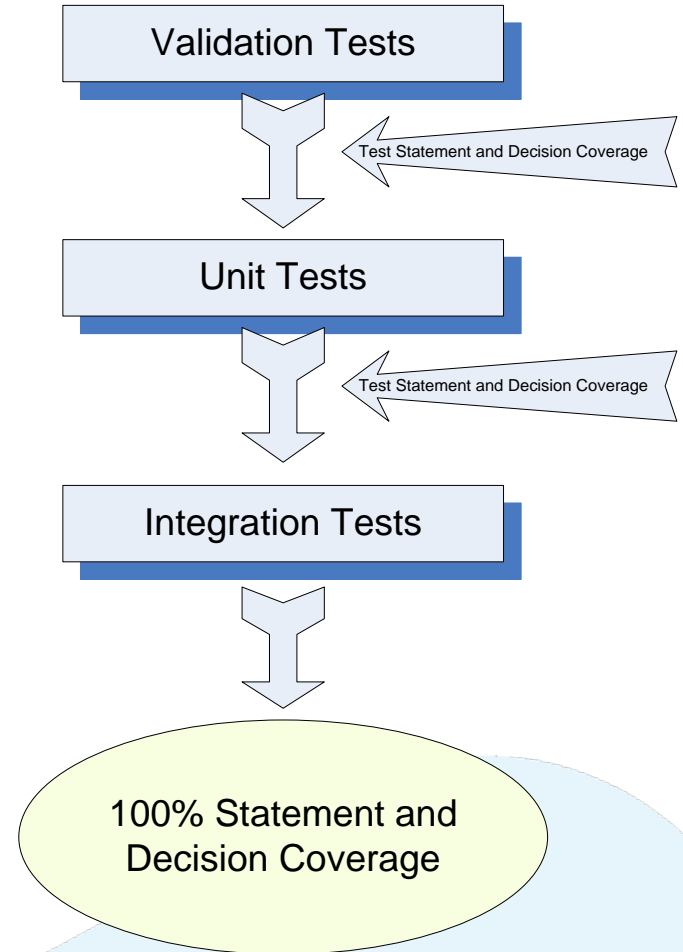 Validation Tests
Test Statement and Decision Coverage
Unit Tests
Test Statement and Decision Coverage
Integration Tests
100% Statement and
Decision Coverage